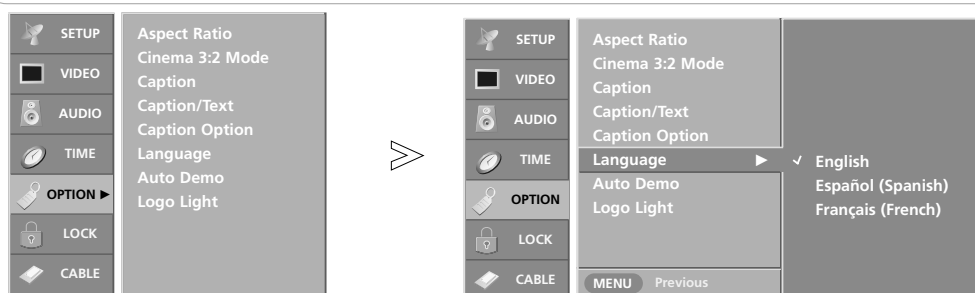 SETUP
VIDEO
AUDIO
TIME
OPTION
LOCK
CABLE
Aspect Ratio
Cinema 3:2 Mode
Caption
Caption/Text
Caption Option
Language
Auto Demo
Logo Light
SETUP
VIDEO
AUDIO
TIME
OPTION
LOCK
CABLE
Aspect Ratio
Cinema 3:2 Mode
Caption
Caption/Text
Caption Option
Language
Auto Demo
Logo Light
MENU Previous
English
Español (Spanish)
Français (French)